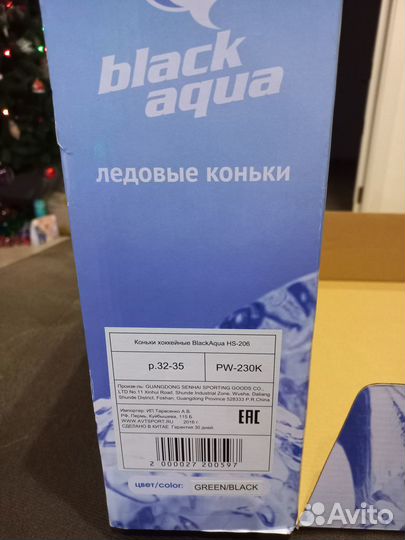 black
aqua
ледовые коньки
Коньки хоккейные BlackAqua HS-206
р.32-35
PW-230K
Произв-ль: GUANGDONG SENHAI SPORTING GOODS CO.,
LTD No.11 Xinhui Road, Shunde Industrial Zone, Wusha, Daliang
Shunde District, Foshan, Guangdong Province 528333 P.R.China
Импортер: ИП Тарасенко А.В.
РФ, Пермь, Куйбышева, 115 Б
WWW.AVTSPORT.RU 2018 г.
СДЕЛАНО В КИТАЕ. Гарантия 30 дней.
EAC
2 000027 200597
цвет/color:
GREEN/BLACK
Avito